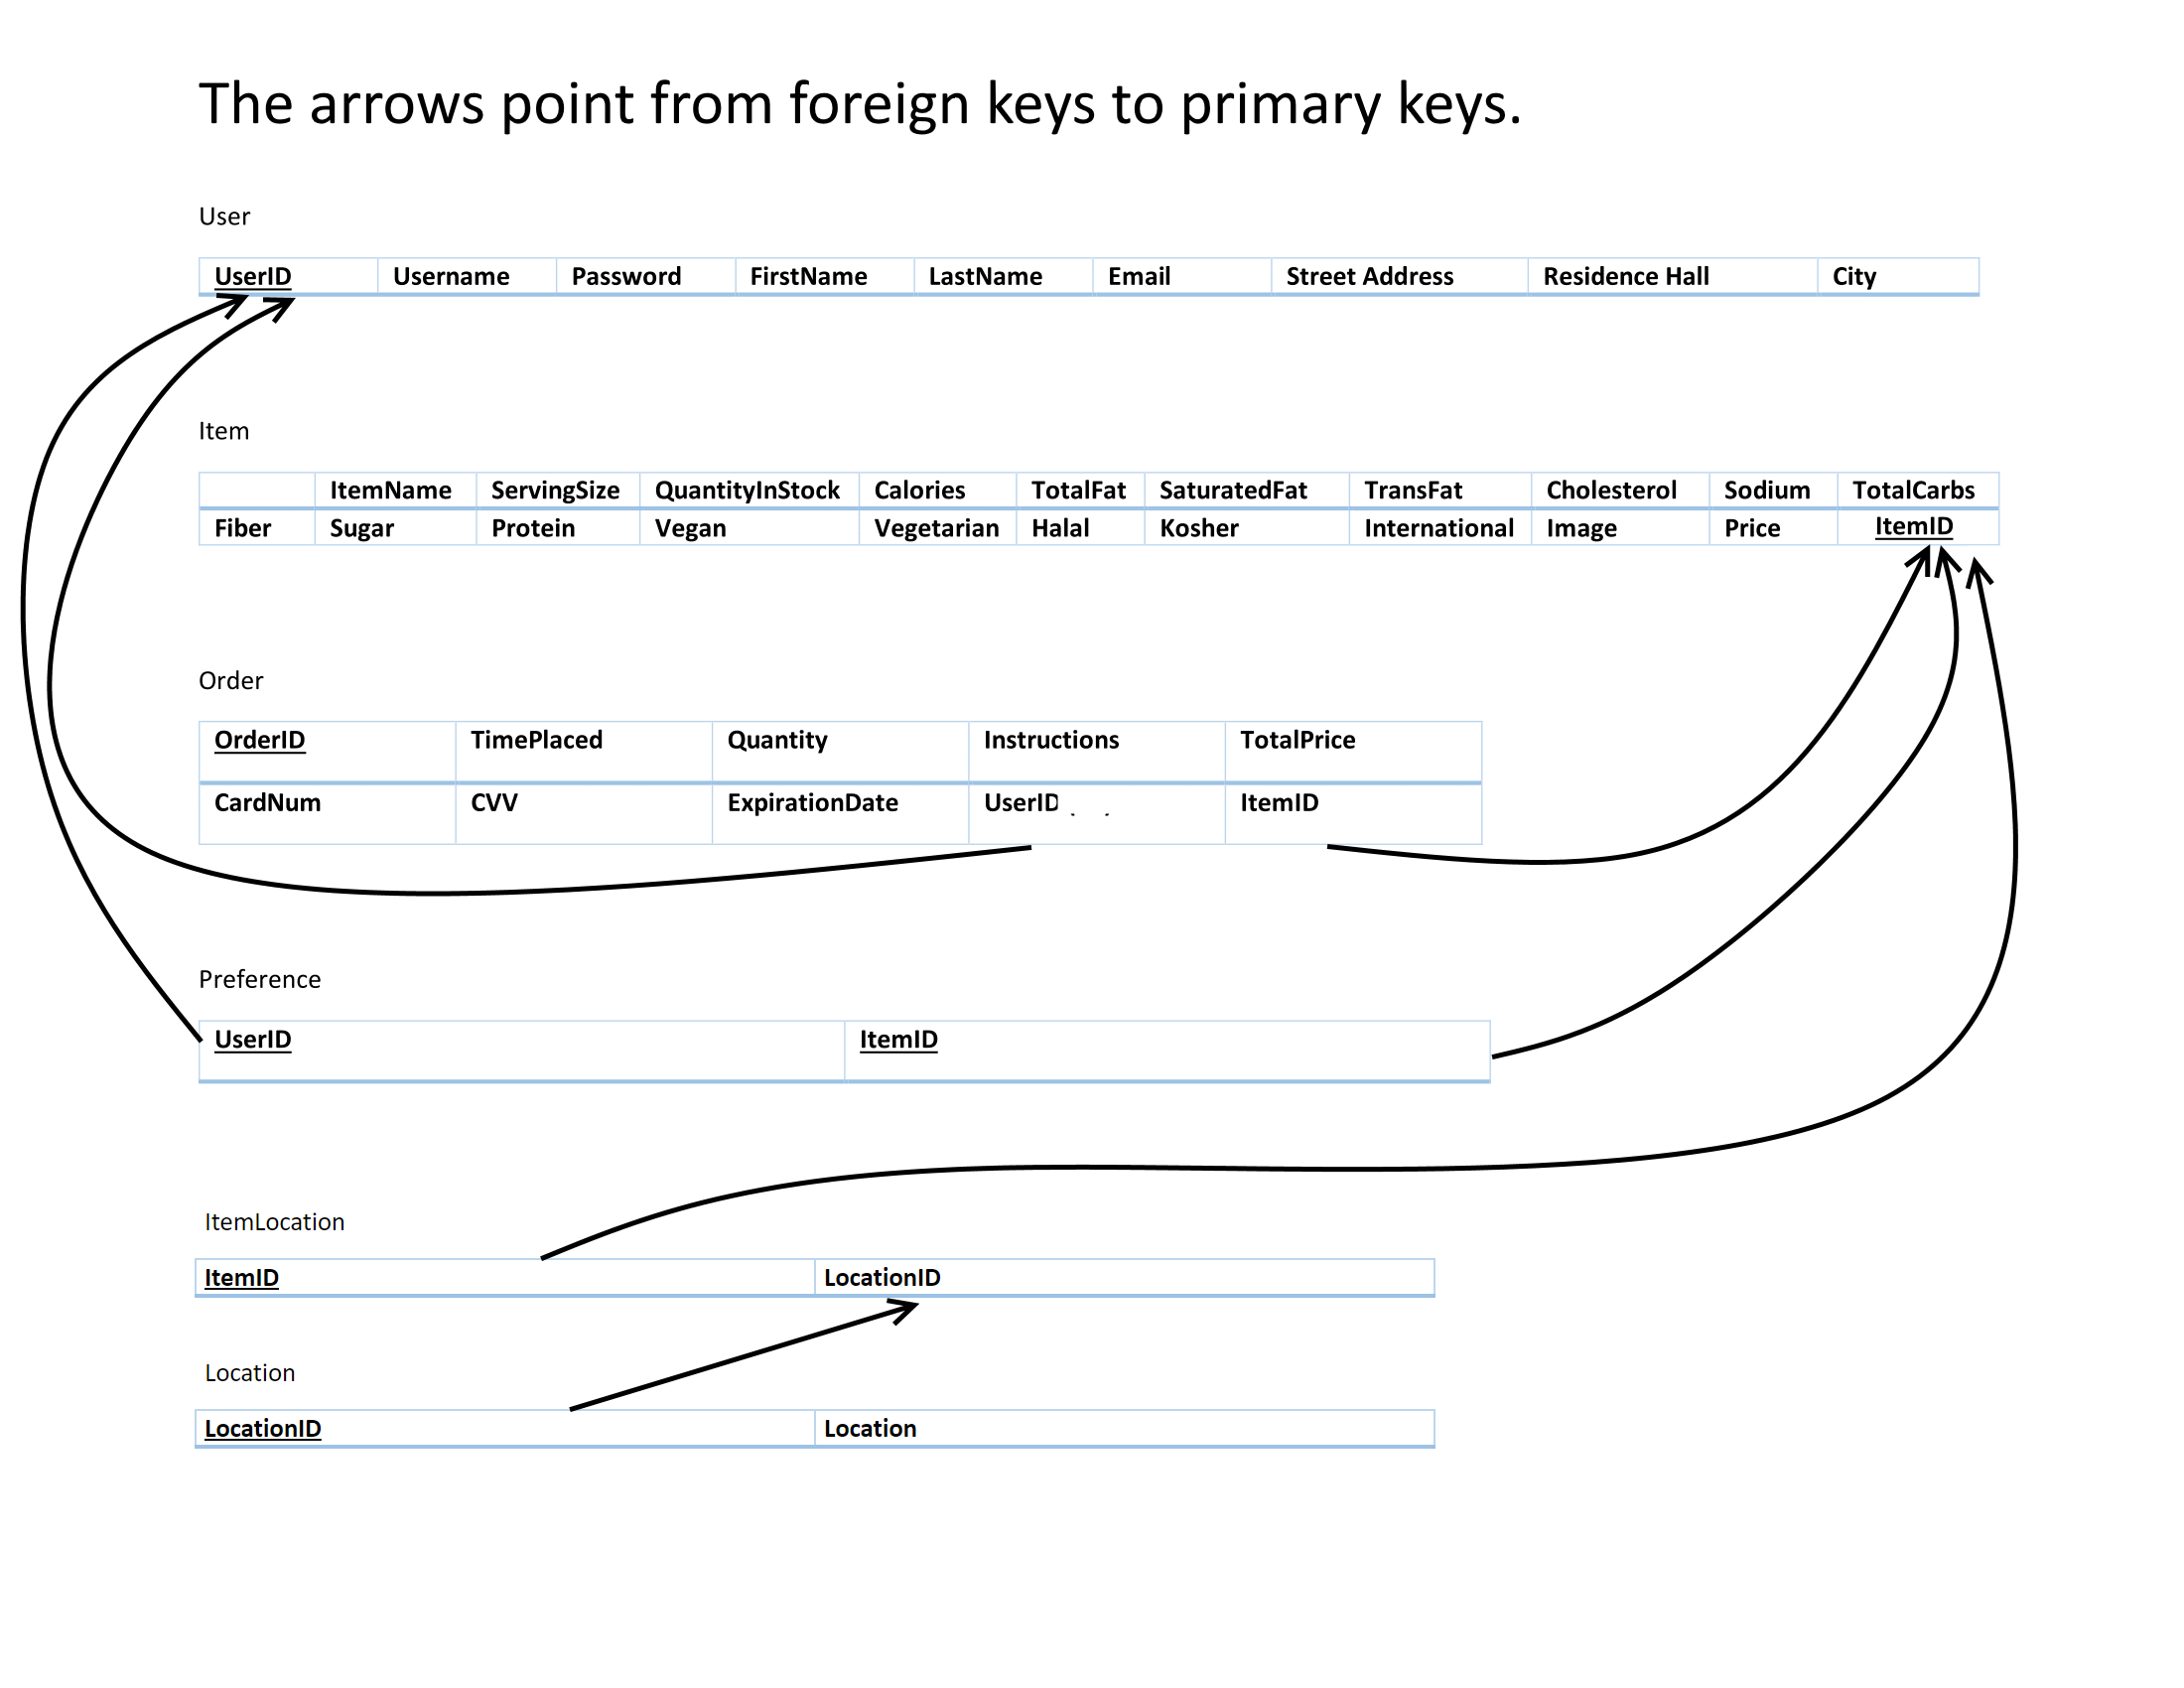 The arrows point from foreign keys to primary keys.
User
UserID Username Password FirstName LastName Email Street Address Residence Hall City
Item
ItemName ServingSize QuantityInStock Calories TotalFat SaturatedFat TransFat Cholesterol Sodium TotalCarbs
Fiber Sugar Protein Vegan Vegetarian Halal Kosher International Image Price ItemID
Order
OrderID TimePlaced Quantity Instructions TotalPrice
CardNum CVV ExpirationDate UserID ItemID
Preference
UserID ItemID
ItemLocation
ItemID LocationID
Location
LocationID Location